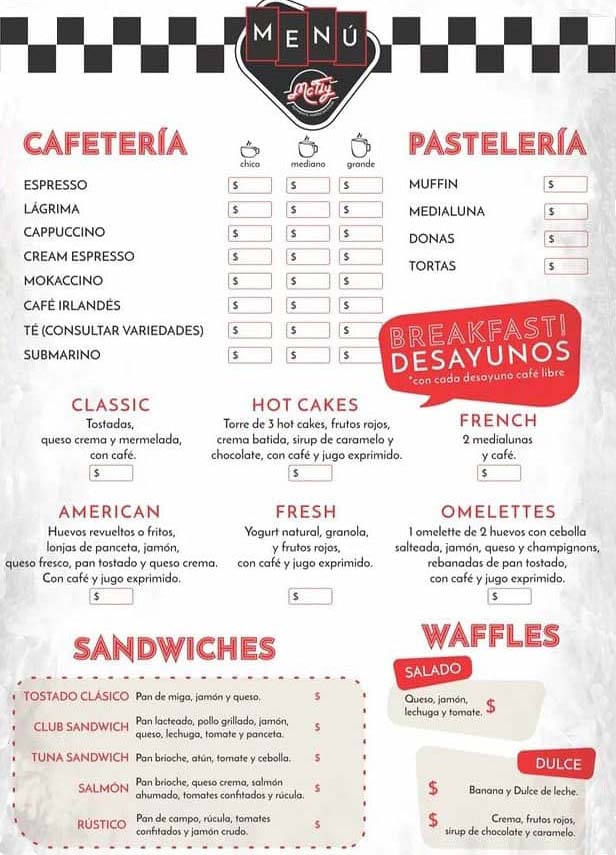 MENÚ
McFly
CAFETERÍA
chico mediano grande
ESPRESSO $ $ $
LÁGRIMA $ $ $
CAPPUCCINO $ $ $
CREAM ESPRESSO $ $ $
MOKACCINO $ $ $
CAFÉ IRLANDÉS $ $ $
TÉ (CONSULTAR VARIEDADES) $ $ $
SUBMARINO $ $ $
PASTELERÍA
MUFFIN $
MEDIALUNA $
DONAS $
TORTAS $
BREAKFAST!
DESAYUNOS
*con cada desayuno café libre
CLASSIC
Tostadas,
queso crema y mermelada,
con café.
$
HOT CAKES
Torre de 3 hot cakes, frutos rojos,
crema batida, sirup de caramelo y
chocolate, con café y jugo exprimido.
$
FRENCH
2 medialunas
y café.
$
AMERICAN
Huevos revueltos o fritos,
lonjas de panceta, jamón,
queso fresco, pan tostado y queso crema.
Con café y jugo exprimido.
$
FRESH
Yogurt natural, granola,
y frutos rojos,
con café y jugo exprimido.
$
OMELETTES
1 omelette de 2 huevos con cebolla
salteada, jamón, queso y champignons,
rebanadas de pan tostado,
con café y jugo exprimido.
$
SANDWICHES
TOSTADO CLÁSICO Pan de miga, jamón y queso. $
CLUB SANDWICH Pan lacteado, pollo grillado, jamón,
queso, lechuga, tomate y panceta. $
TUNA SANDWICH Pan brioche, atún, tomate y cebolla. $
SALMÓN Pan brioche, queso crema, salmón
ahumado, tomates confitados y rúcula. $
RÚSTICO Pan de campo, rúcula, tomates
confitados y jamón crudo. $
WAFFLES
SALADO
Queso, jamón,
lechuga y tomate. $
DULCE
$ Banana y Dulce de leche.
$ Crema, frutos rojos,
sirup de chocolate y caramelo.